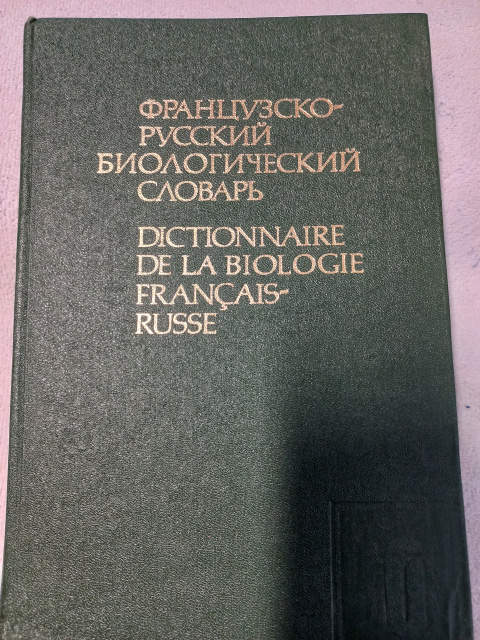 ФРАНЦУЗСКО-
РУССКИЙ
БИОЛОГИЧЕСКИЙ
СЛОВАРЬ
DICTIONNAIRE
DE LA BIOLOGIE
FRANÇAIS-
RUSSE